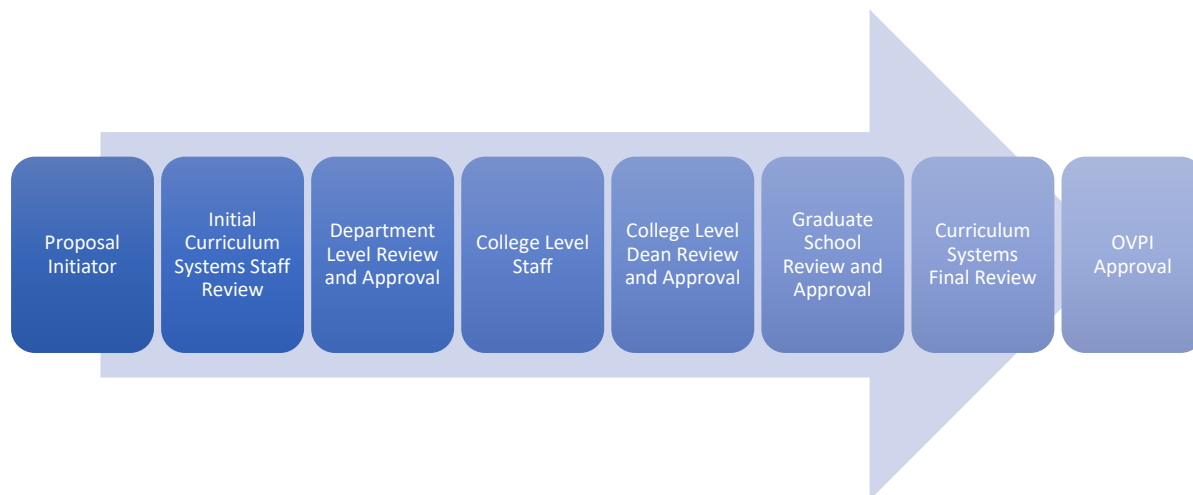 Proposal
Initiator
Initial
Curriculum
Systems Staff
Review
Department
Level Review
and Approval
College Level
Staff
College Level
Dean Review
and Approval
Graduate
School
Review and
Approval
Curriculum
Systems
Final Review
OVPI
Approval